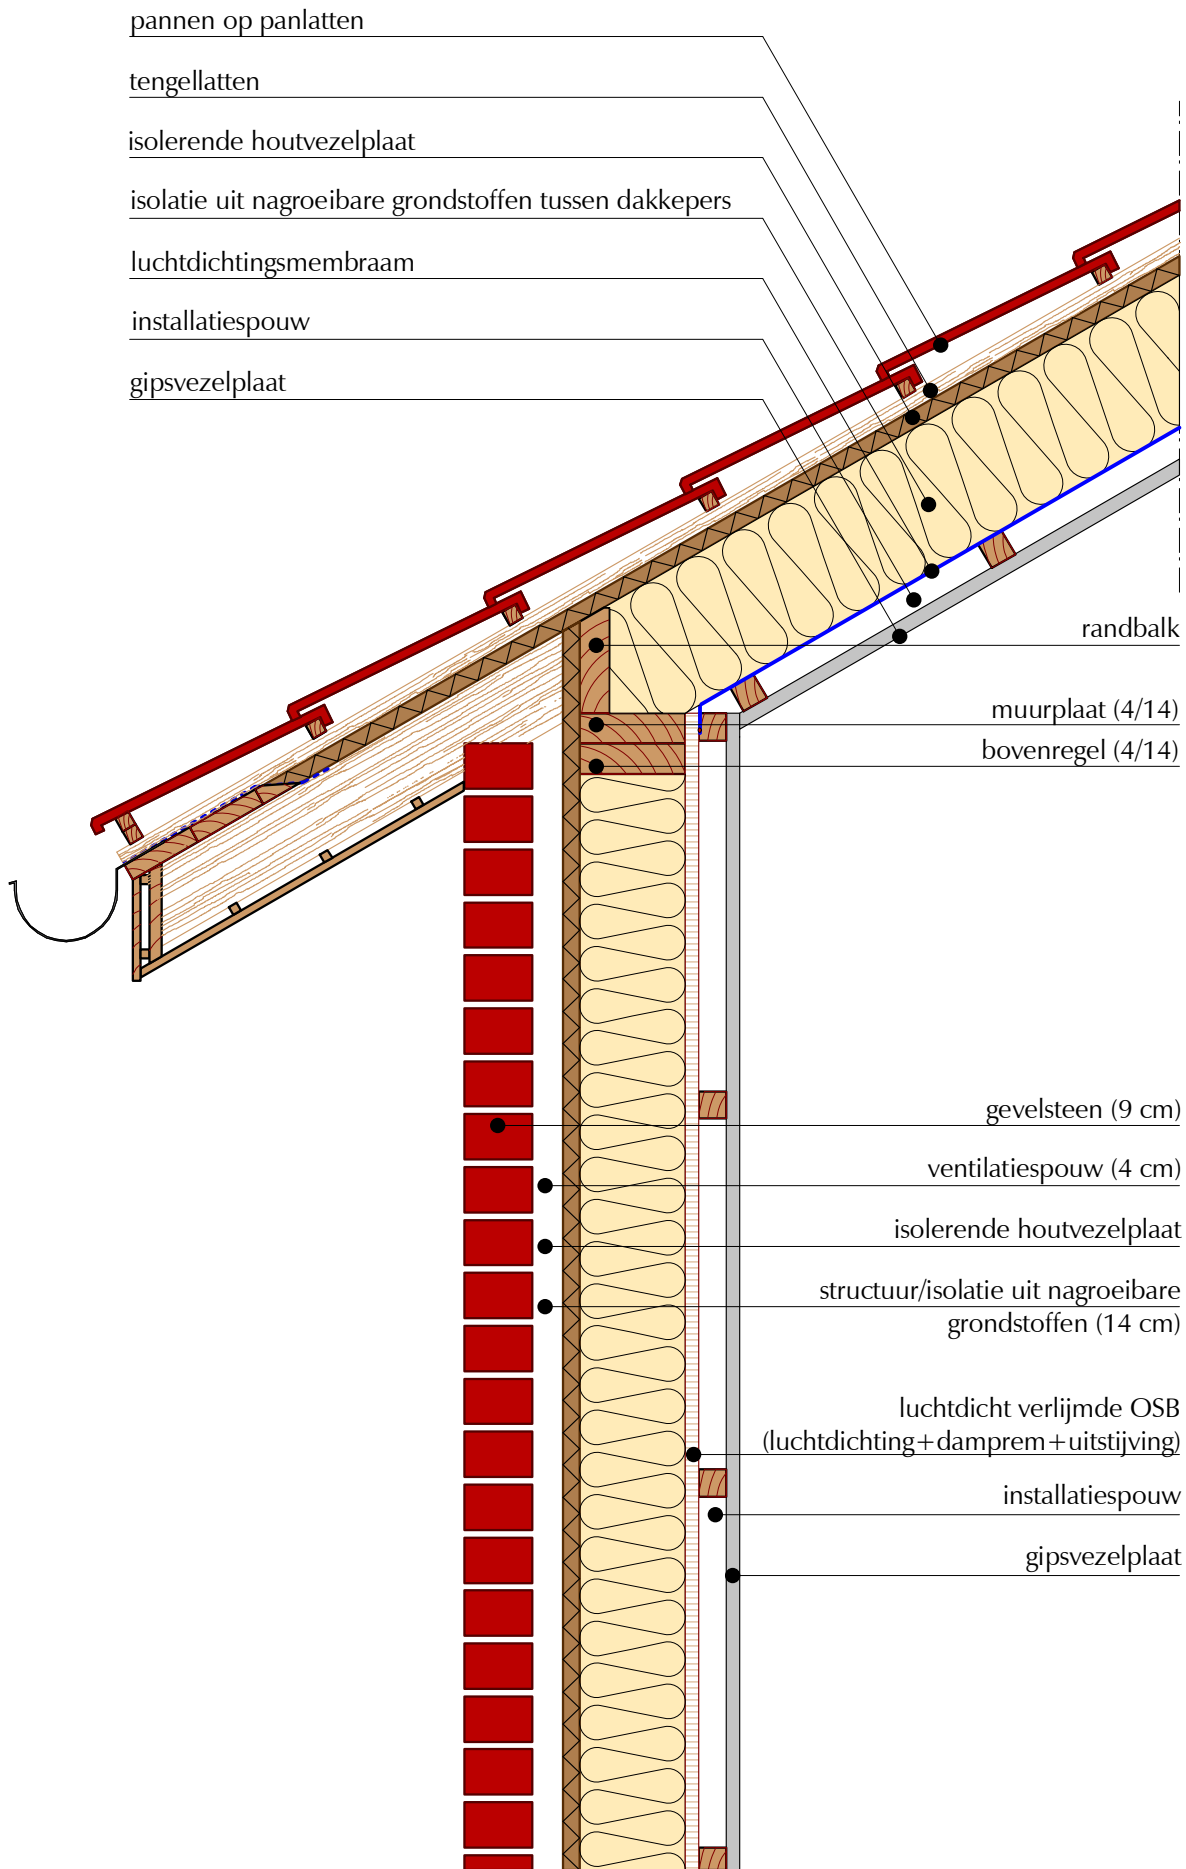 pannen op panlatten
tengellatten
isolerende houtvezelplaat
isolatie uit nagroeibare grondstoffen tussen dakkepers
luchtdichtingsmembraam
installatiespouw
gipsvezelplaat
randbalk
muurplaat (4/14)
bovenregel (4/14)
gevelsteen (9 cm)
ventilatiespouw (4 cm)
isolerende houtvezelplaat
structuur/isolatie uit nagroeibare
grondstoffen (14 cm)
luchtdicht verlijmde OSB
(luchtdichting+damprem+uitstijving)
installatiespouw
gipsvezelplaat